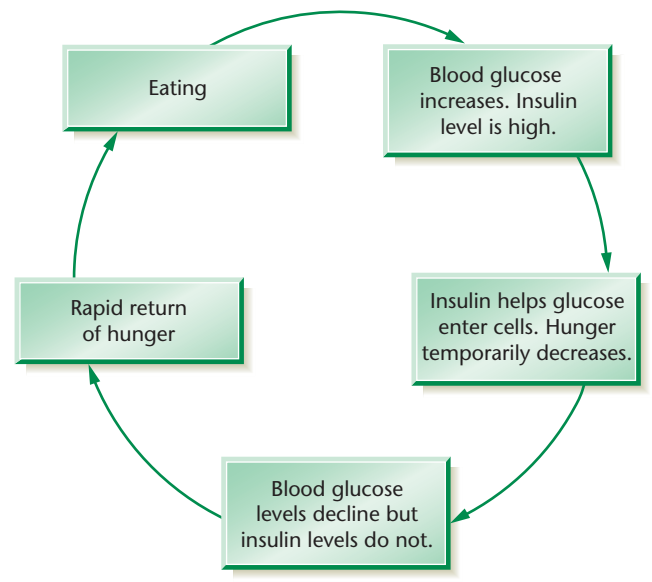 Eating
Blood glucose
increases. Insulin
level is high.
Insulin helps glucose
enter cells. Hunger
temporarily decreases.
Blood glucose
levels decline but
insulin levels do not.
Rapid return
of hunger